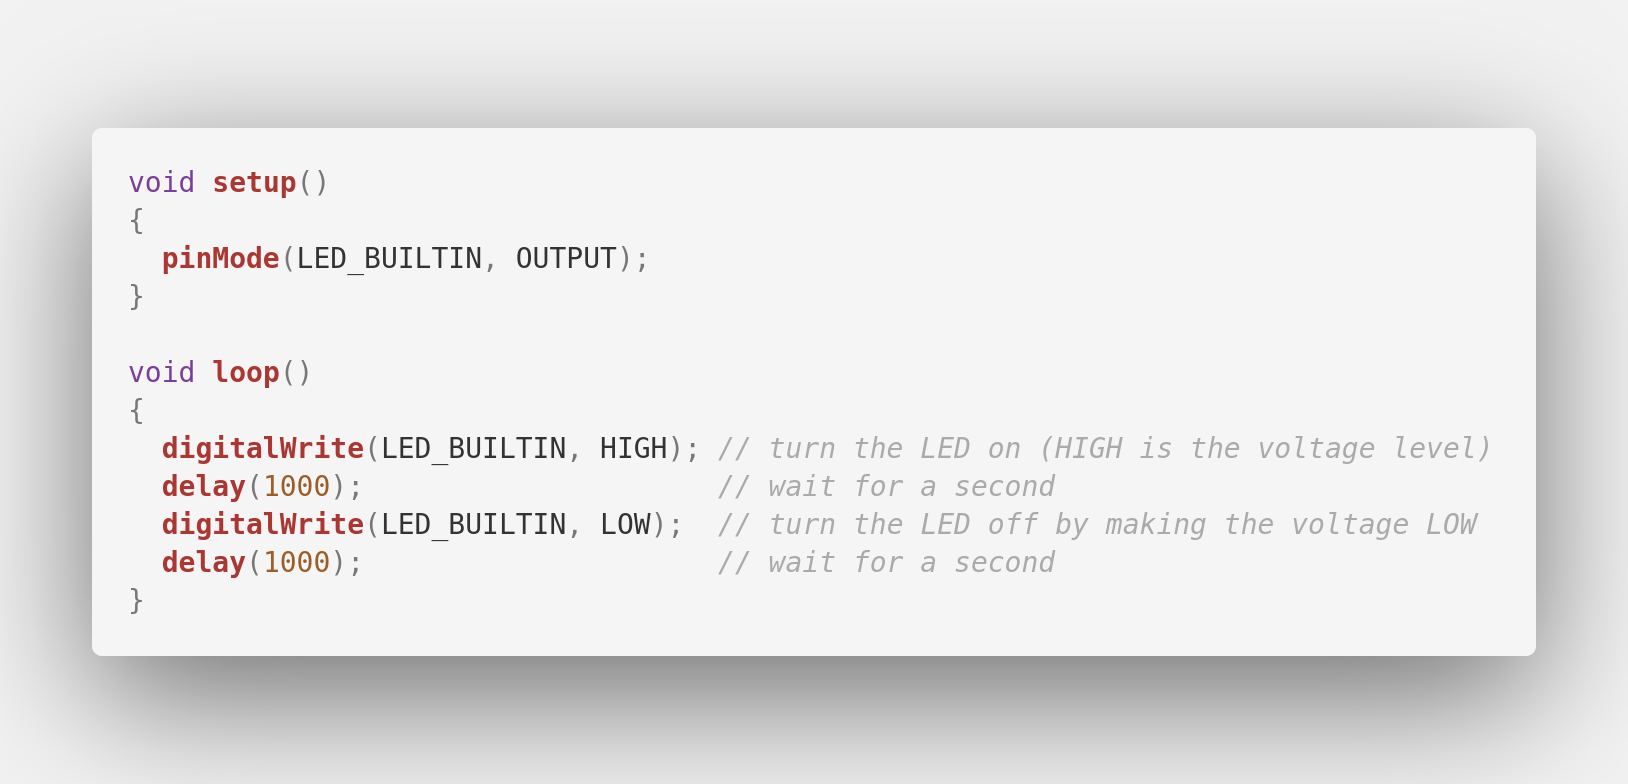 void setup()
{
  pinMode(LED_BUILTIN, OUTPUT);
}

void loop()
{
  digitalWrite(LED_BUILTIN, HIGH); // turn the LED on (HIGH is the voltage level)
  delay(1000);                     // wait for a second
  digitalWrite(LED_BUILTIN, LOW);  // turn the LED off by making the voltage LOW
  delay(1000);                     // wait for a second
}